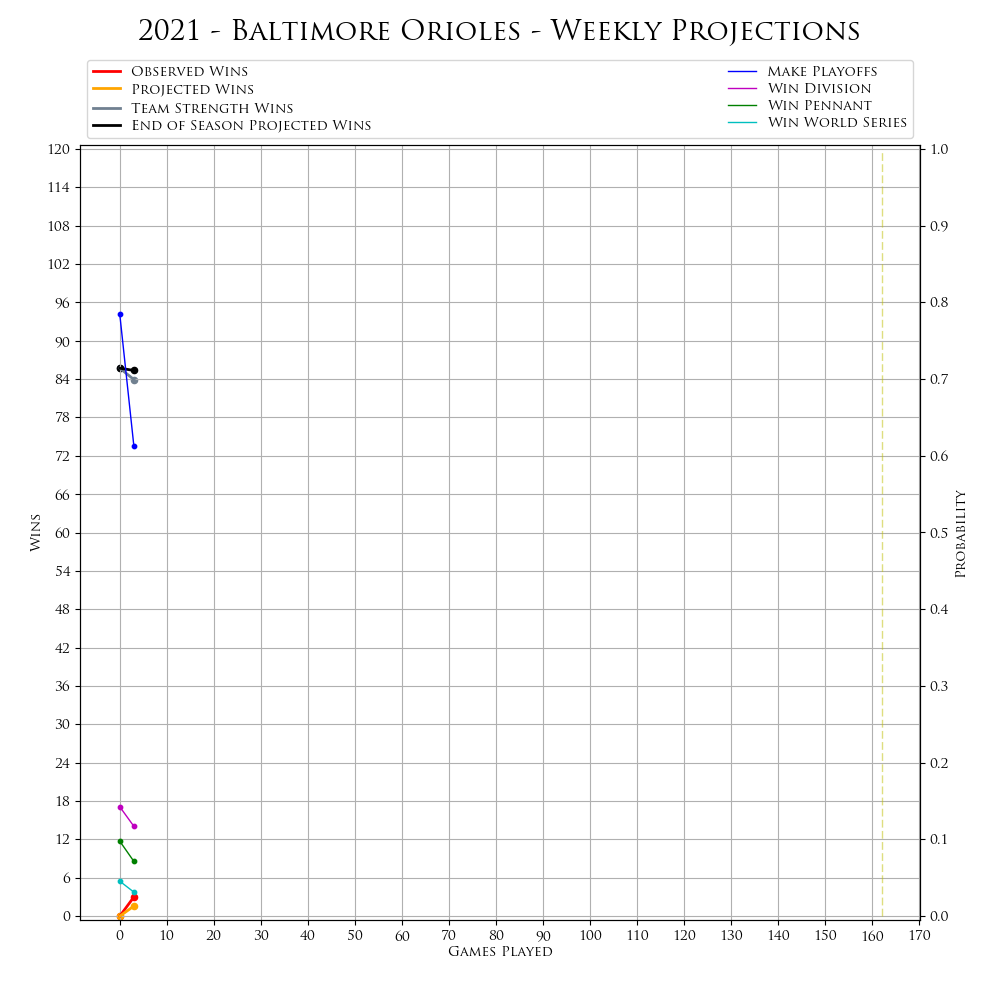 2021 - Baltimore Orioles - Weekly Projections
Observed Wins
Projected Wins
Team Strength Wins
End of Season Projected Wins
Make Playoffs
Win Division
Win Pennant
Win World Series
120
114
108
102
96
90
84
78
72
66
60
54
48
42
36
30
24
18
12
6
0
Wins
1.0
0.9
0.8
0.7
0.6
0.5
0.4
0.3
0.2
0.1
0.0
Probability
0 10 20 30 40 50 60 70 80 90 100 110 120 130 140 150 160 170
Games Played